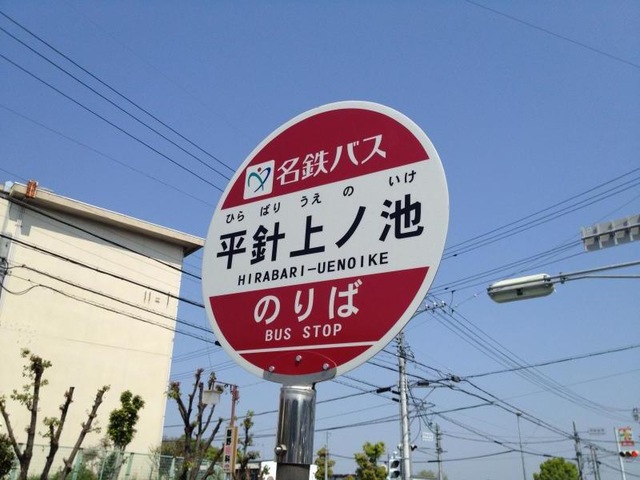 名鉄バス
ひら ばり うえ の いけ
平針上ノ池
HIRABARI-UENOIKE
のりば
BUS STOP